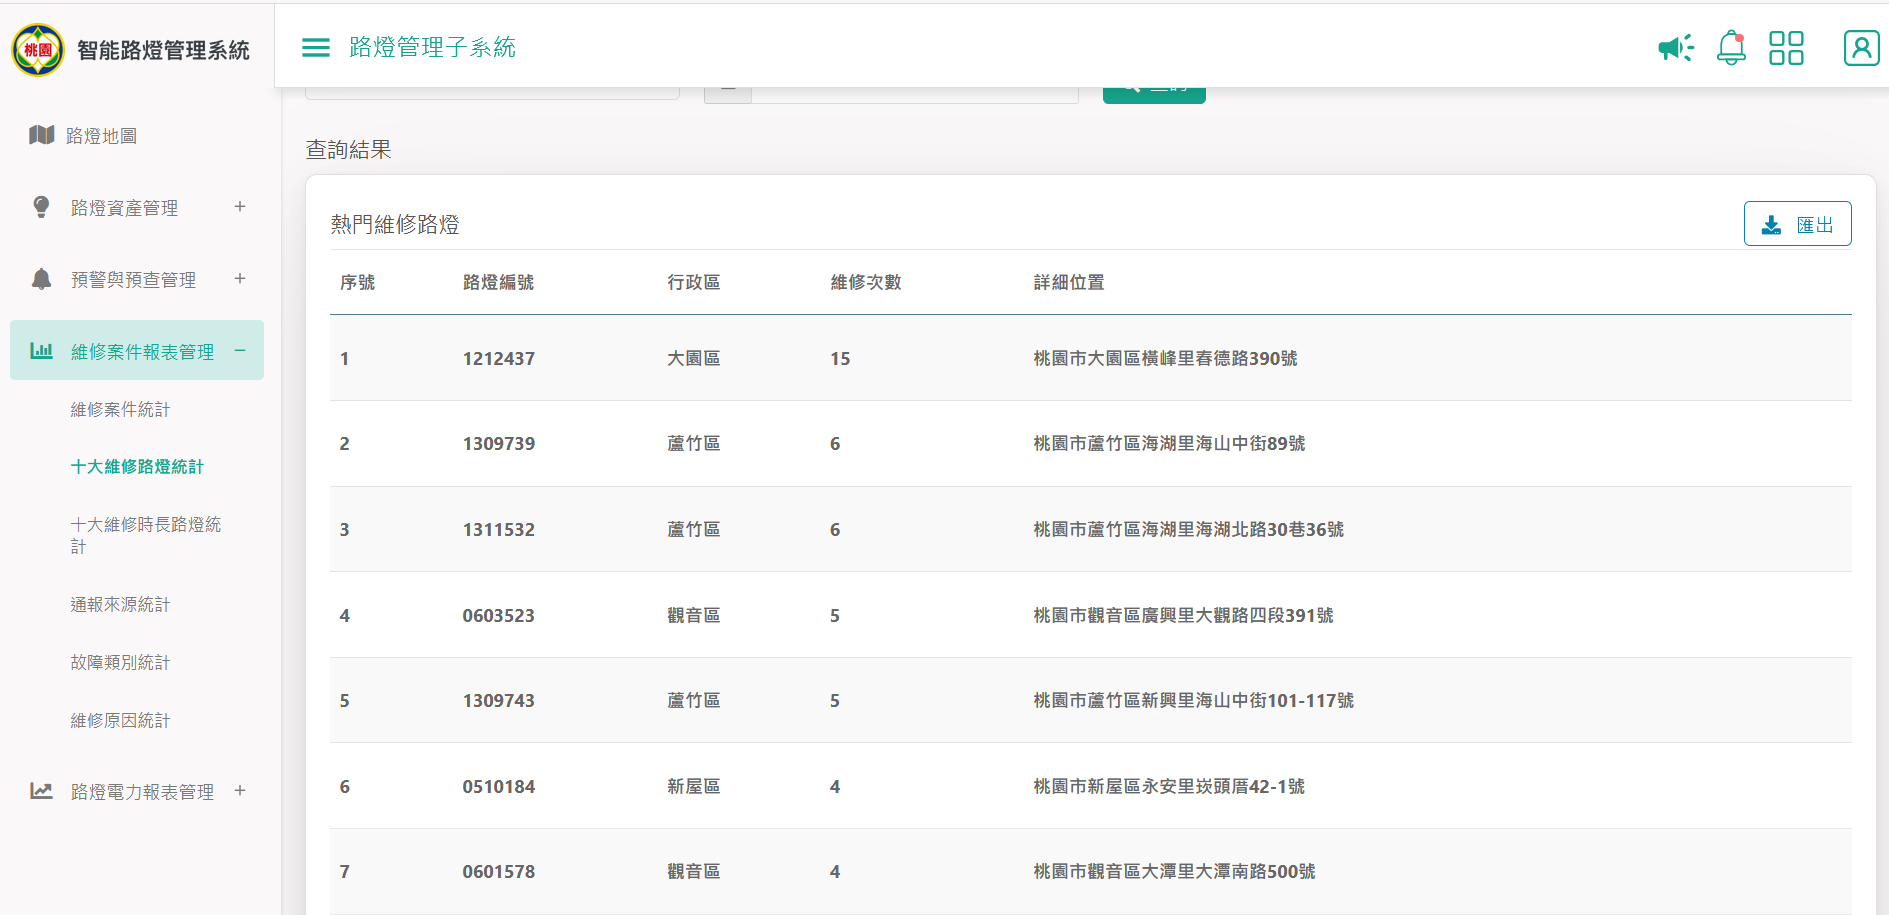 桃園 智能路燈管理系統
路燈管理子系統
路燈地圖
路燈資產管理 +
預警與預查管理 +
維修案件報表管理 −
維修案件統計
十大維修路燈統計
十大維修時長路燈統
計
通報來源統計
故障類別統計
維修原因統計
路燈電力報表管理 +
查詢結果
熱門維修路燈
匯出
序號 路燈編號 行政區 維修次數 詳細位置
1 1212437 大園區 15 桃園市大園區橫峰里春德路390號
2 1309739 蘆竹區 6 桃園市蘆竹區海湖里海山中街89號
3 1311532 蘆竹區 6 桃園市蘆竹區海湖里海湖北路30巷36號
4 0603523 觀音區 5 桃園市觀音區廣興里大觀路四段391號
5 1309743 蘆竹區 5 桃園市蘆竹區新興里海山中街101-117號
6 0510184 新屋區 4 桃園市新屋區永安里崁頭厝42-1號
7 0601578 觀音區 4 桃園市觀音區大潭里大潭南路500號